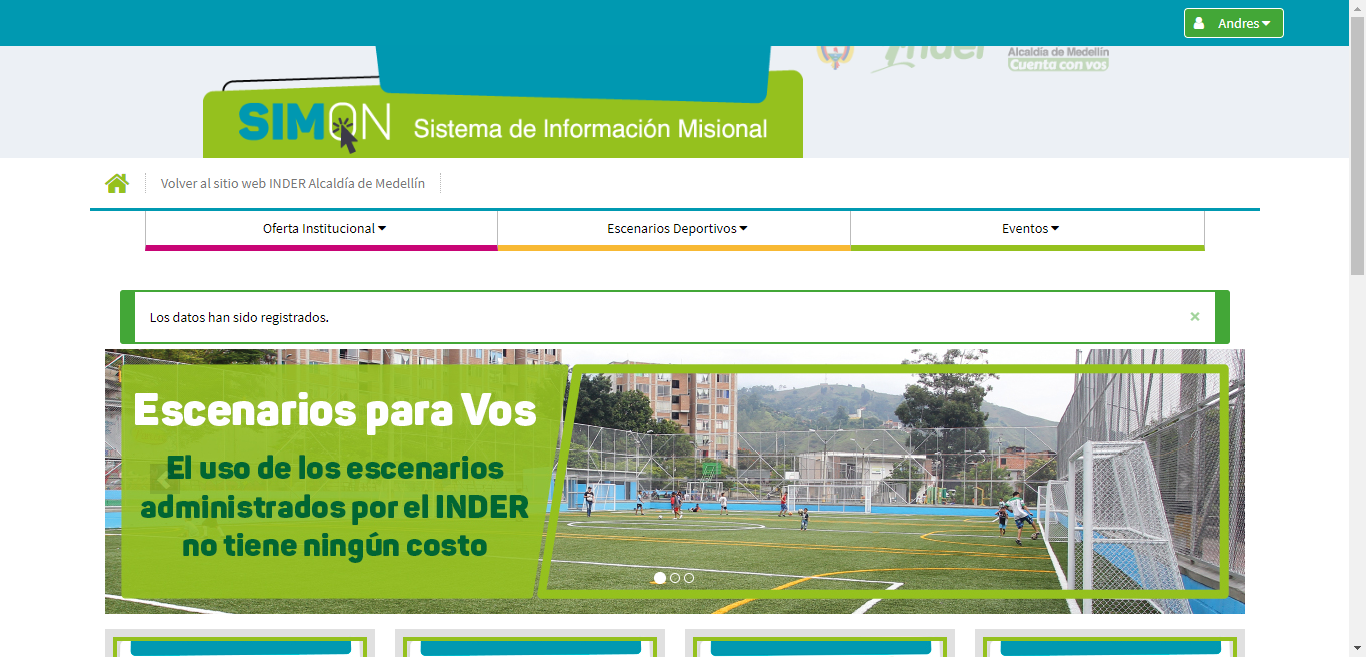 Andres
Inder
Alcaldía de Medellín
Cuenta con vos
SIMON Sistema de Información Misional
Volver al sitio web INDER Alcaldía de Medellín
Oferta Institucional
Escenarios Deportivos
Eventos
Los datos han sido registrados.
×
Escenarios para Vos
El uso de los escenarios
administrados por el INDER
no tiene ningún costo